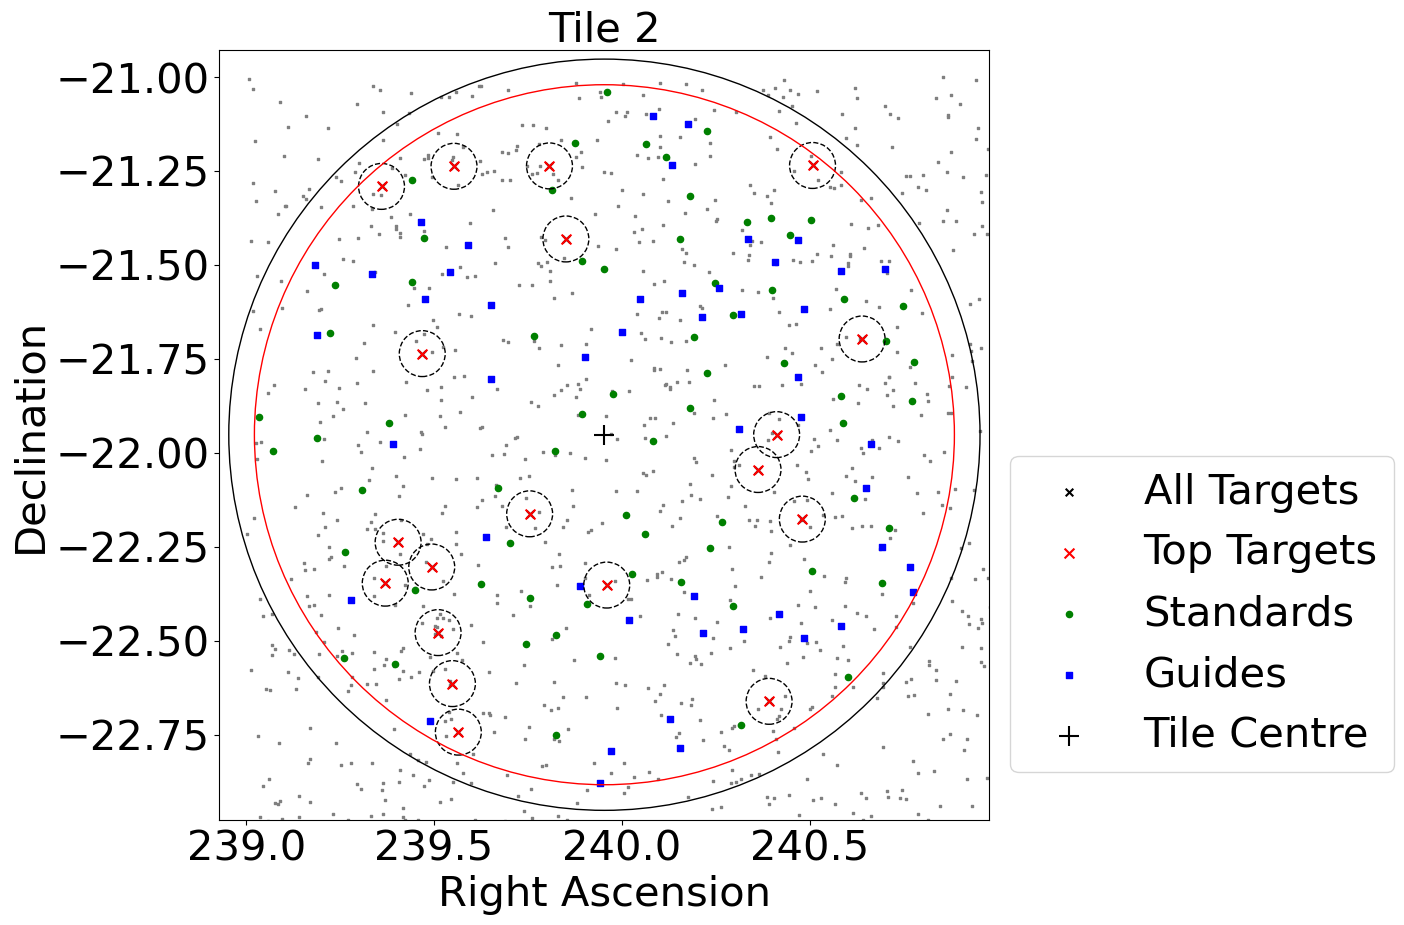 Tile 2
−21.00
−21.25
−21.50
−21.75
−22.00
−22.25
−22.50
−22.75
Declination
239.0 239.5 240.0 240.5
Right Ascension
All Targets
Top Targets
Standards
Guides
Tile Centre